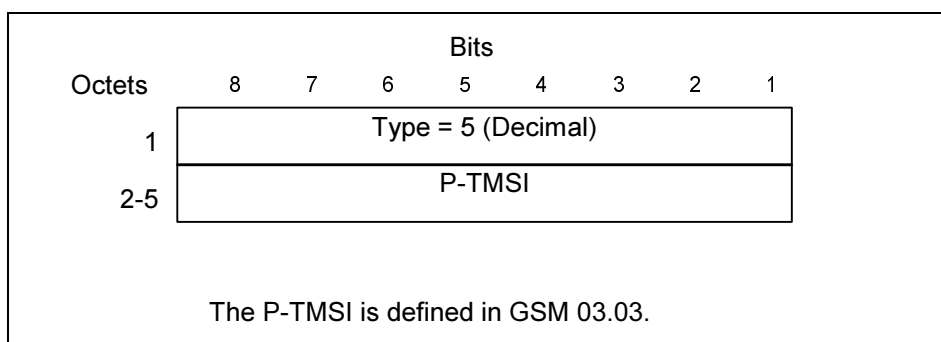 Bits
Octets 8 7 6 5 4 3 2 1
1 Type = 5 (Decimal)
2-5 P-TMSI
The P-TMSI is defined in GSM 03.03.